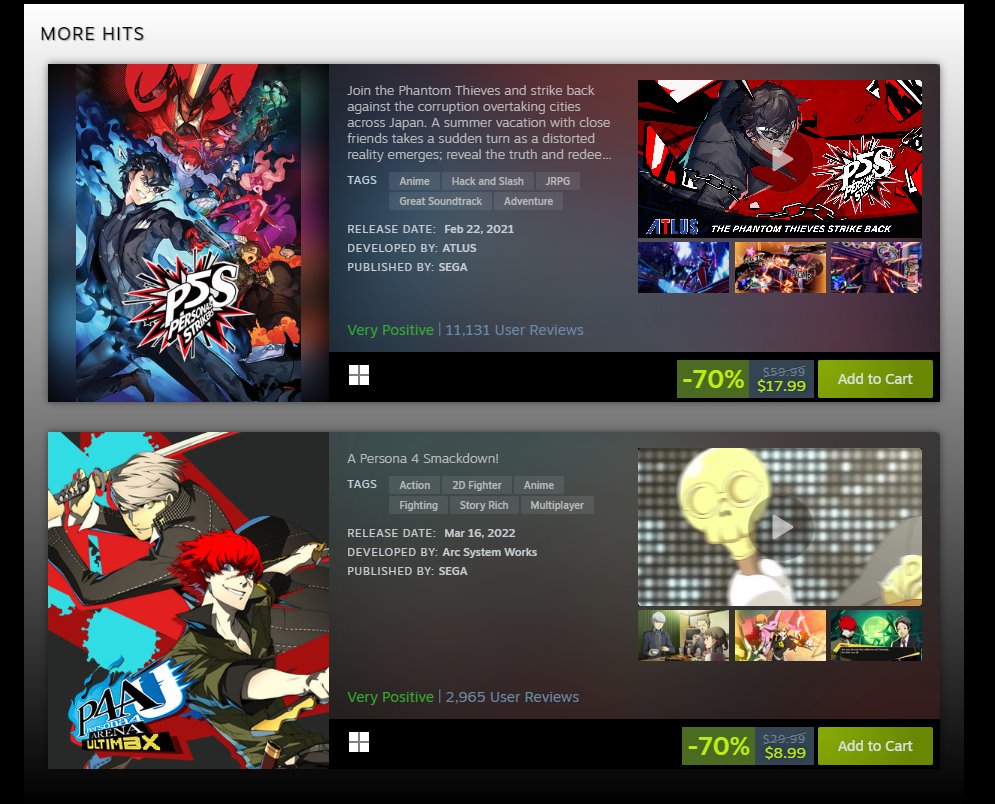 MORE HITS
P5S
PERSONA5
STRIKERS
Join the Phantom Thieves and strike back
against the corruption overtaking cities
across Japan. A summer vacation with close
friends takes a sudden turn as a distorted
reality emerges; reveal the truth and redee...
TAGS Anime Hack and Slash JRPG
Great Soundtrack Adventure
RELEASE DATE: Feb 22, 2021
DEVELOPED BY: ATLUS
PUBLISHED BY: SEGA
Very Positive | 11,131 User Reviews
P5S
ATLUS THE PHANTOM THIEVES STRIKE BACK
-70% $59.99 $17.99 Add to Cart
P4AU
PERSONA4
ARENA
ULTIMAX
A Persona 4 Smackdown!
TAGS Action 2D Fighter Anime
Fighting Story Rich Multiplayer
RELEASE DATE: Mar 16, 2022
DEVELOPED BY: Arc System Works
PUBLISHED BY: SEGA
Very Positive | 2,965 User Reviews
-70% $29.99 $8.99 Add to Cart